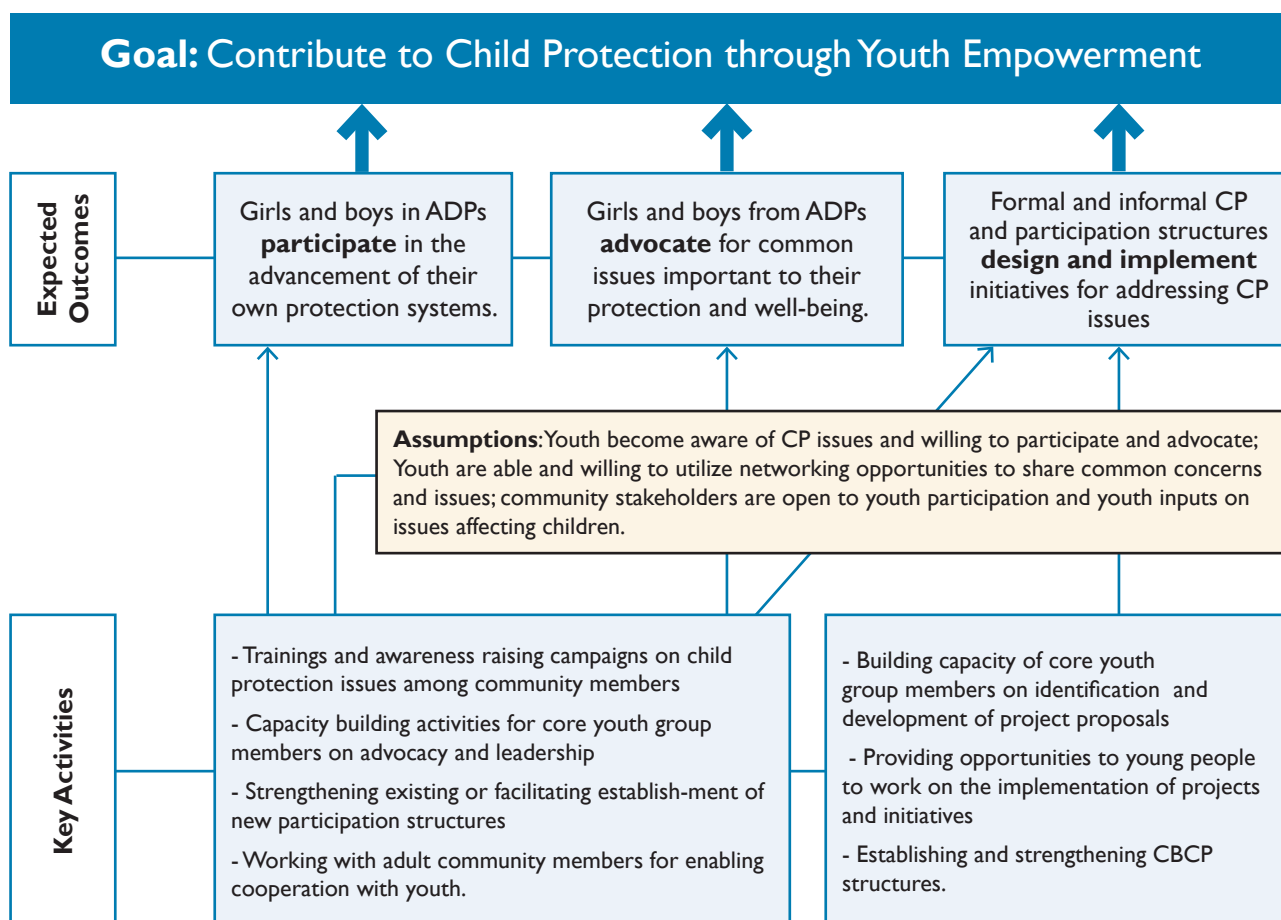 Goal: Contribute to Child Protection through Youth Empowerment
Expected
Outcomes
Girls and boys in ADPs
participate in the
advancement of their
own protection systems.
Girls and boys from ADPs
advocate for common
issues important to their
protection and well-being.
Formal and informal CP
and participation structures
design and implement
initiatives for addressing CP
issues
Assumptions: Youth become aware of CP issues and willing to participate and advocate;
Youth are able and willing to utilize networking opportunities to share common concerns
and issues; community stakeholders are open to youth participation and youth inputs on
issues affecting children.
Key Activities
- Trainings and awareness raising campaigns on child
protection issues among community members
- Capacity building activities for core youth group
members on advocacy and leadership
- Strengthening existing or facilitating establish-ment of
new participation structures
- Working with adult community members for enabling
cooperation with youth.
- Building capacity of core youth
group members on identification and
development of project proposals
- Providing opportunities to young people
to work on the implementation of projects
and initiatives
- Establishing and strengthening CBCP
structures.